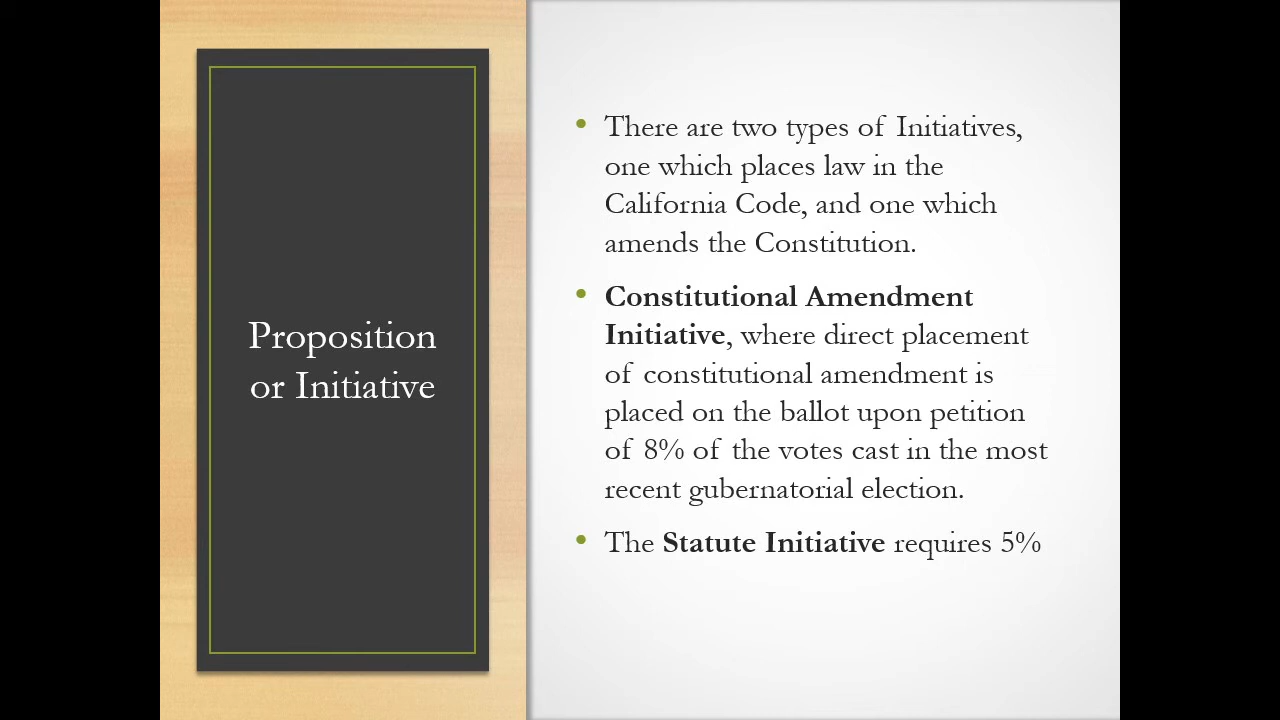 Proposition
or Initiative
• There are two types of Initiatives,
one which places law in the
California Code, and one which
amends the Constitution.
• Constitutional Amendment
Initiative, where direct placement
of constitutional amendment is
placed on the ballot upon petition
of 8% of the votes cast in the most
recent gubernatorial election.
• The Statute Initiative requires 5%